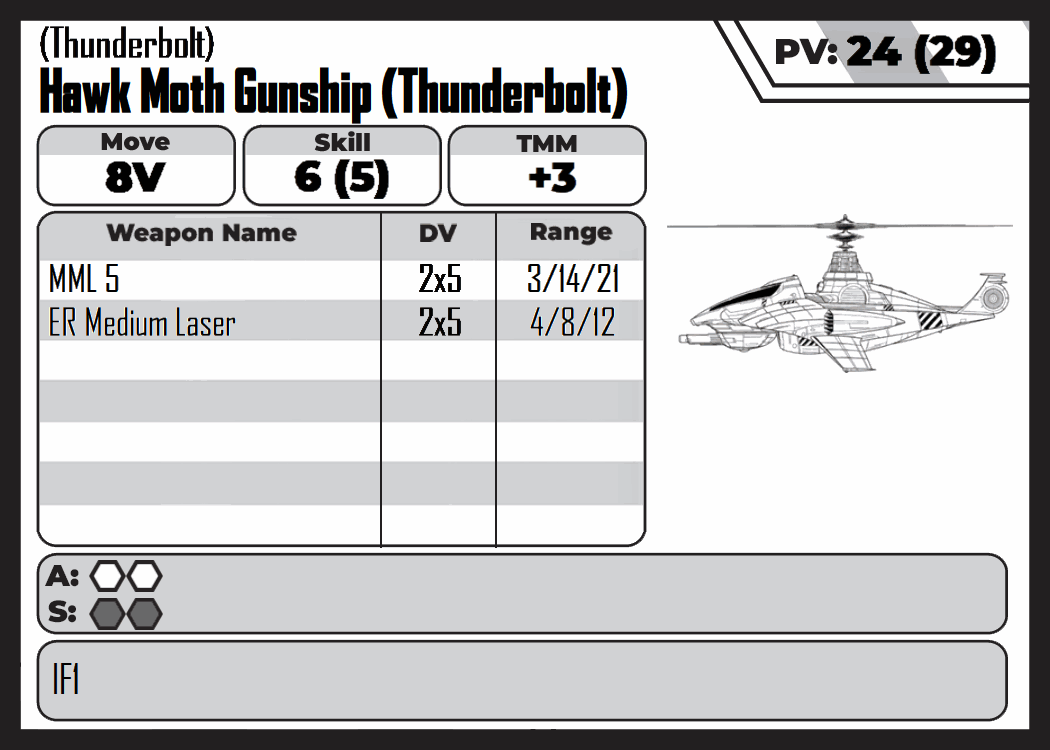 (Thunderbolt)
Hawk Moth Gunship (Thunderbolt)
PV: 24 (29)
Move Skill TMM
8V 6 (5) +3
Weapon Name DV Range
MML 5 2x5 3/14/21
ER Medium Laser 2x5 4/8/12
A:
S:
IF1